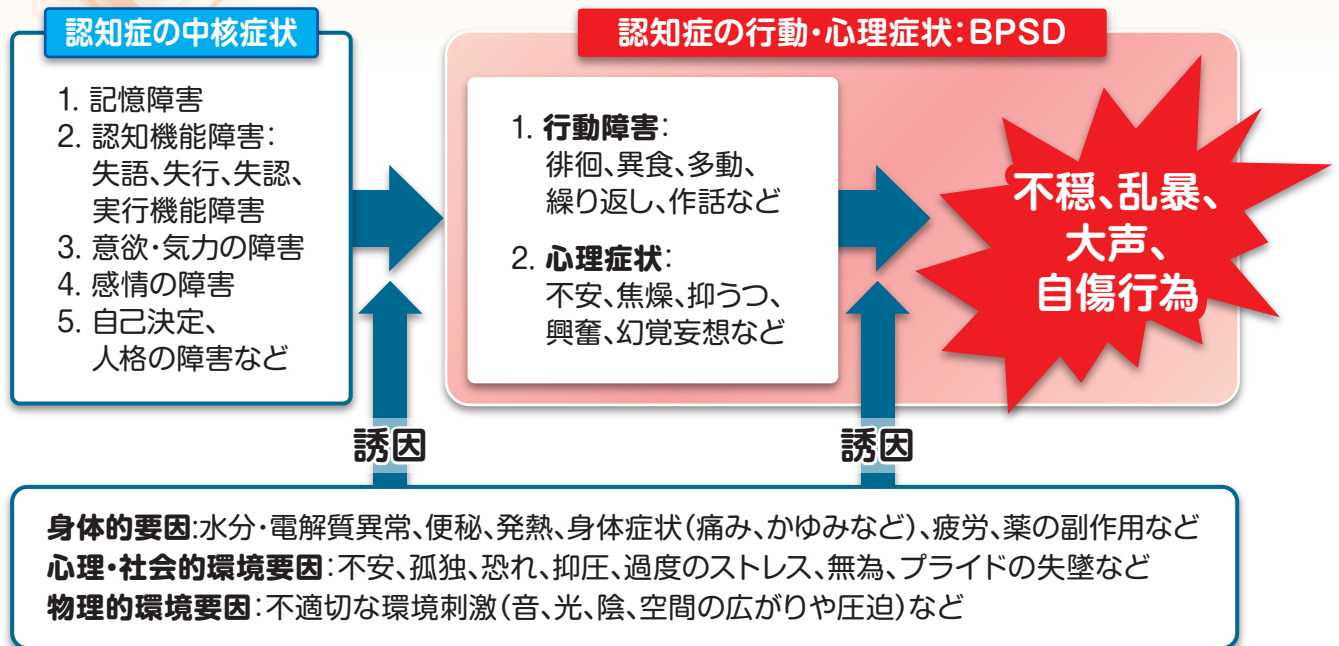 認知症の中核症状
1. 記憶障害
2. 認知機能障害：
失語、失行、失認、
実行機能障害
3. 意欲・気力の障害
4. 感情の障害
5. 自己決定、
人格の障害など
認知症の行動・心理症状：BPSD
1. 行動障害：
徘徊、異食、多動、
繰り返し、作話など
2. 心理症状：
不安、焦燥、抑うつ、
興奮、幻覚妄想など
不穏、乱暴、
大声、
自傷行為
誘因
誘因
身体的要因：水分・電解質異常、便秘、発熱、身体症状（痛み、かゆみなど）、疲労、薬の副作用など
心理・社会的環境要因：不安、孤独、恐れ、抑圧、過度のストレス、無為、プライドの失墜など
物理的環境要因：不適切な環境刺激（音、光、陰、空間の広がりや圧迫）など